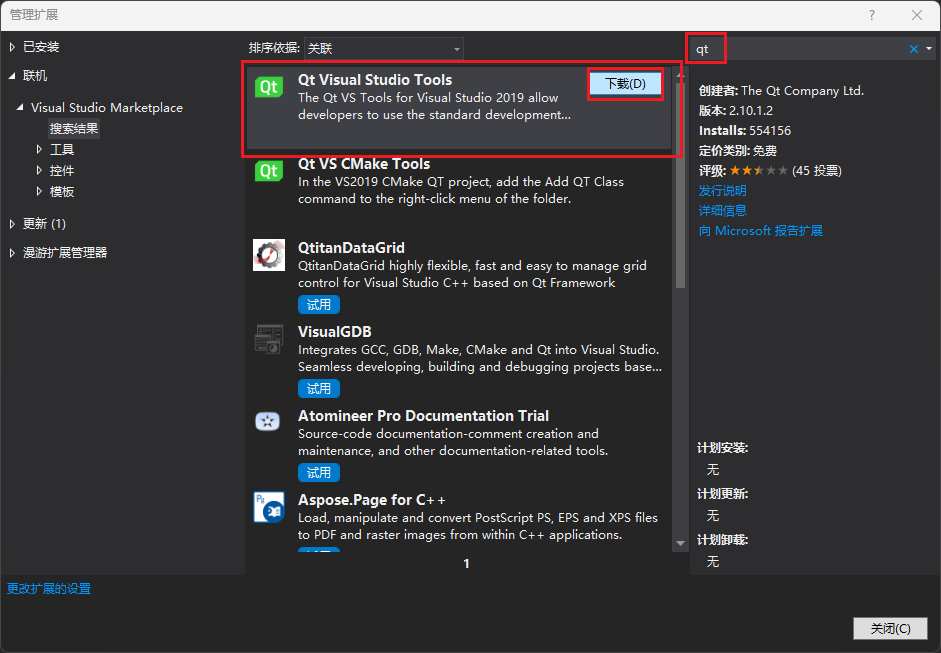 管理扩展
?
已安装
联机
Visual Studio Marketplace
搜索结果
工具
控件
模板
更新 (1)
漫游扩展管理器
更改扩展的设置
排序依据: 关联
Qt
Qt Visual Studio Tools
下载(D)
The Qt VS Tools for Visual Studio 2019 allow
developers to use the standard development...
Qt
Qt VS CMake Tools
In the VS2019 CMake QT project, add the Add QT Class
command to the right-click menu of the folder.
QtitanDataGrid
QtitanDataGrid highly flexible, fast and easy to manage grid
control for Visual Studio C++ based on Qt Framework
试用
VisualGDB
Integrates GCC, GDB, Make, CMake and Qt into Visual Studio.
Seamless developing, building and debugging projects base...
试用
Atomineer Pro Documentation Trial
Source-code documentation-comment creation and
maintenance, and other documentation-related tools.
试用
Pg
Aspose.Page for C++
Load, manipulate and convert PostScript PS, EPS and XPS files
to PDF and raster images from within C++ applications.
1
qt
创建者: The Qt Company Ltd.
版本: 2.10.1.2
Installs: 554156
定价类别: 免费
评级: (45 投票)
发行说明
详细信息
向 Microsoft 报告扩展
计划安装:
无
计划更新:
无
计划卸载:
无
关闭(C)